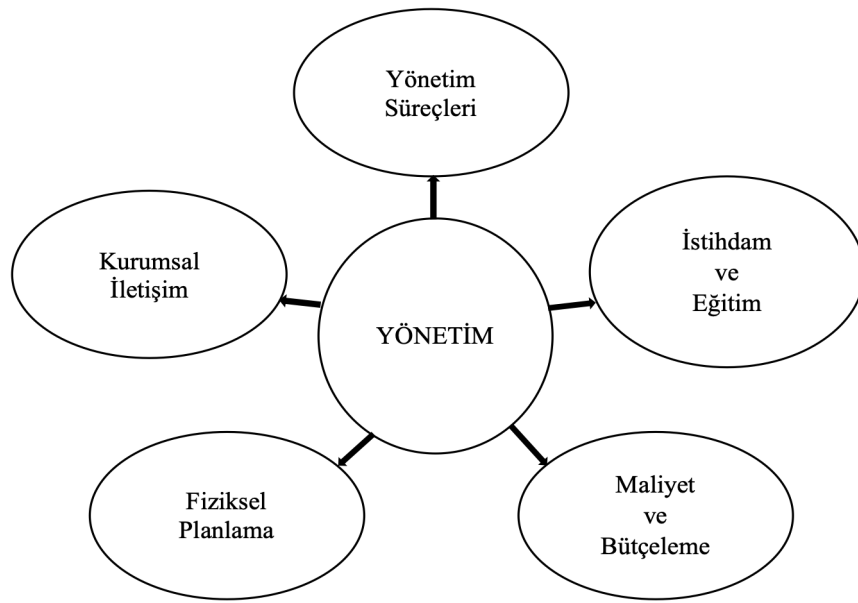 Yönetim
Süreçleri
Kurumsal
İletişim
İstihdam
ve
Eğitim
YÖNETİM
Fiziksel
Planlama
Maliyet
ve
Bütçeleme